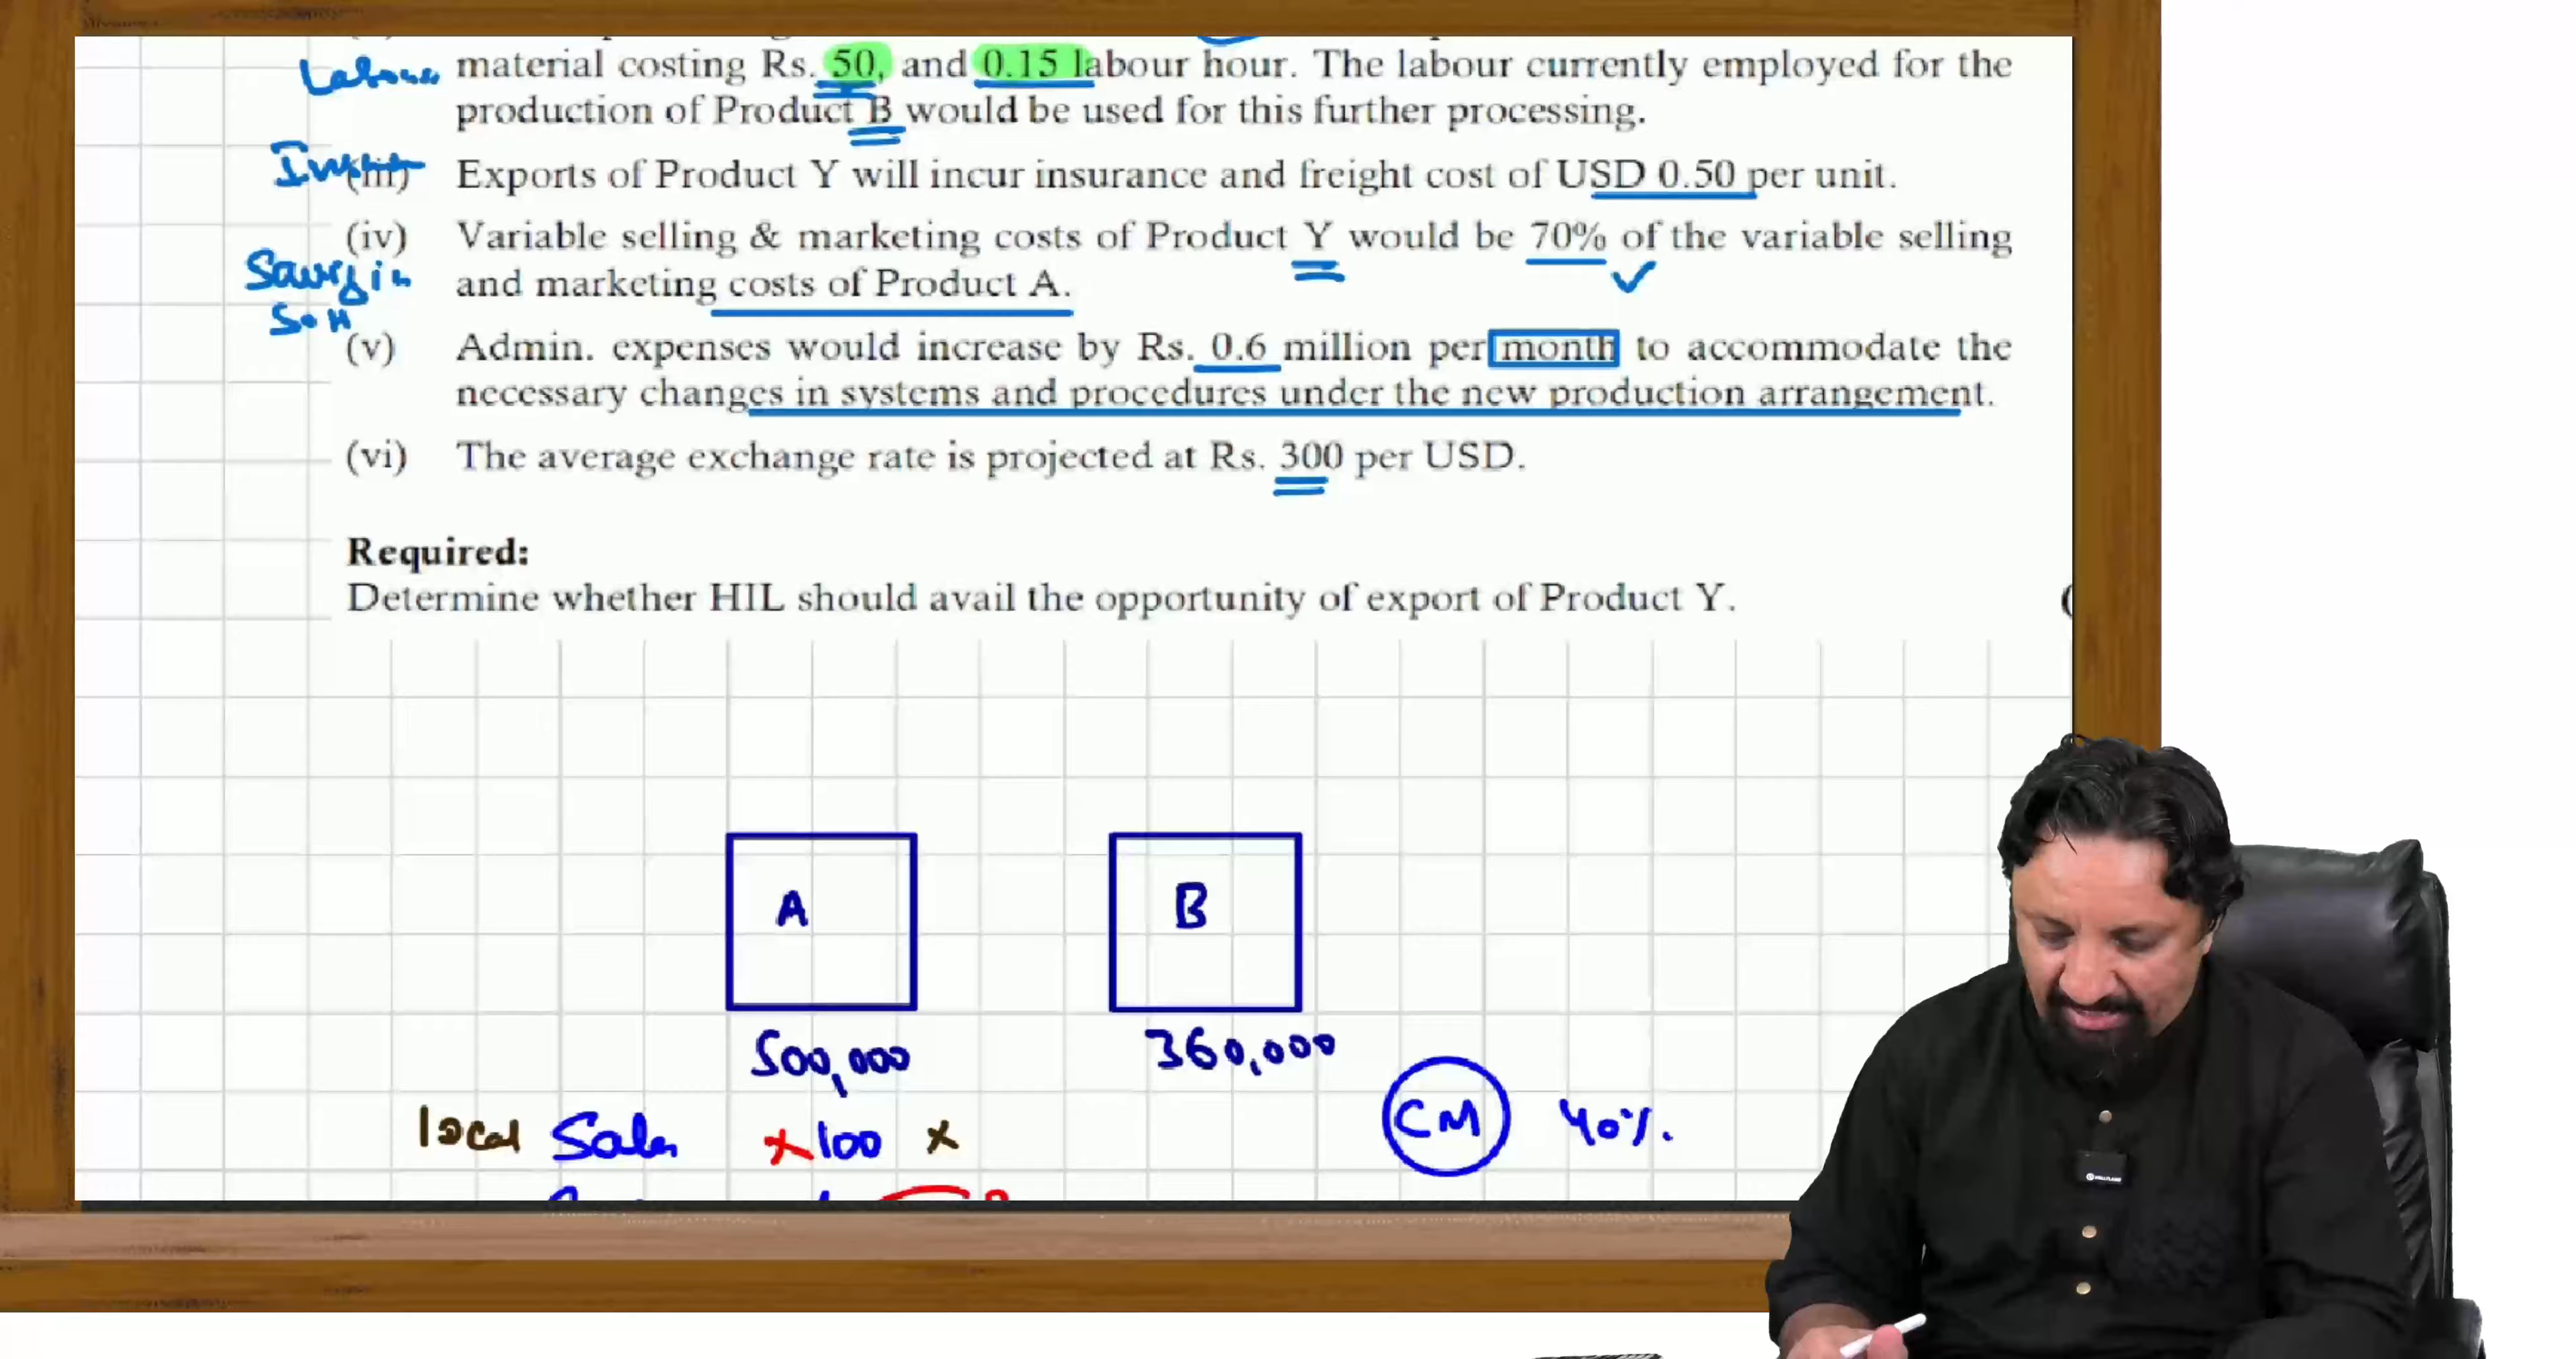 Labour material costing Rs. 50, and 0.15 labour hour. The labour currently employed for the
production of Product B would be used for this further processing.
(iii) Exports of Product Y will incur insurance and freight cost of USD 0.50 per unit.
(iv) Variable selling & marketing costs of Product Y would be 70% of the variable selling
and marketing costs of Product A.
(v) Admin. expenses would increase by Rs. 0.6 million per month to accommodate the
necessary changes in systems and procedures under the new production arrangement.
(vi) The average exchange rate is projected at Rs. 300 per USD.
Required:
Determine whether HIL should avail the opportunity of export of Product Y. (
A B
500,000 360,000
local Sales x 100 x CM 40%.